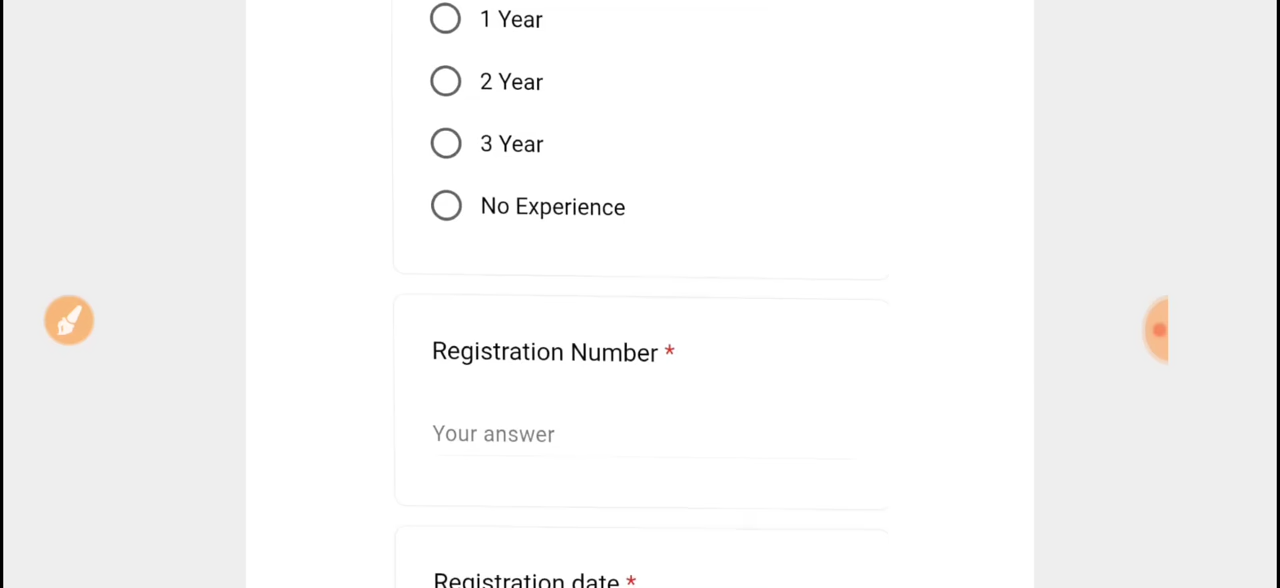 1 Year
2 Year
3 Year
No Experience
Registration Number *
Your answer
Registration date *